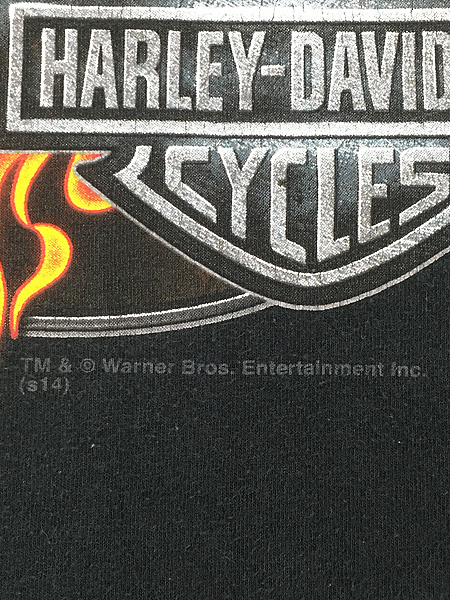 HARLEY-DAVID
CYCLES
TM & © Warner Bros. Entertainment Inc.
(s14)